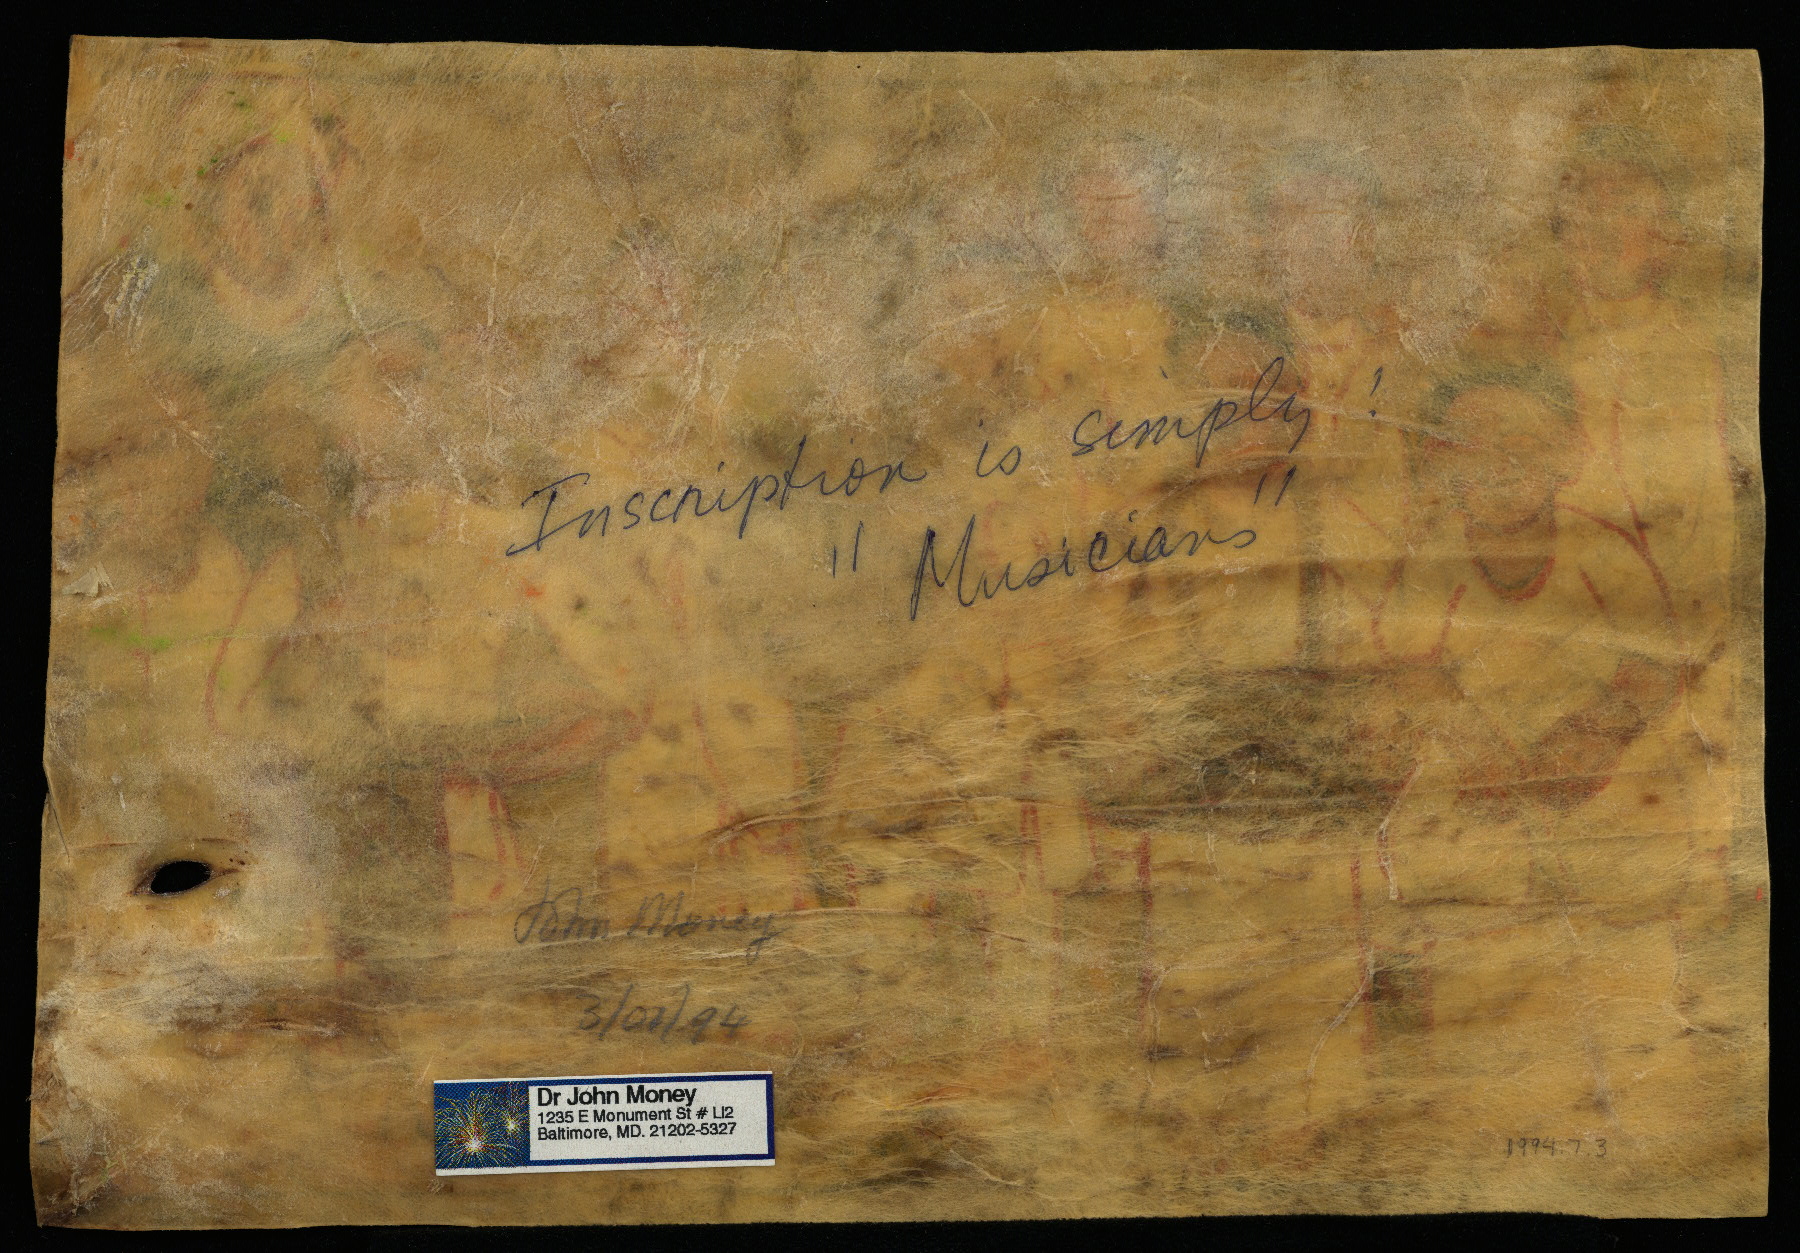 Inscription is simply!
"Musicians"
John Money
3/07/94
Dr John Money
1235 E Monument St # LI2
Baltimore, MD. 21202-5327
1994.7.3